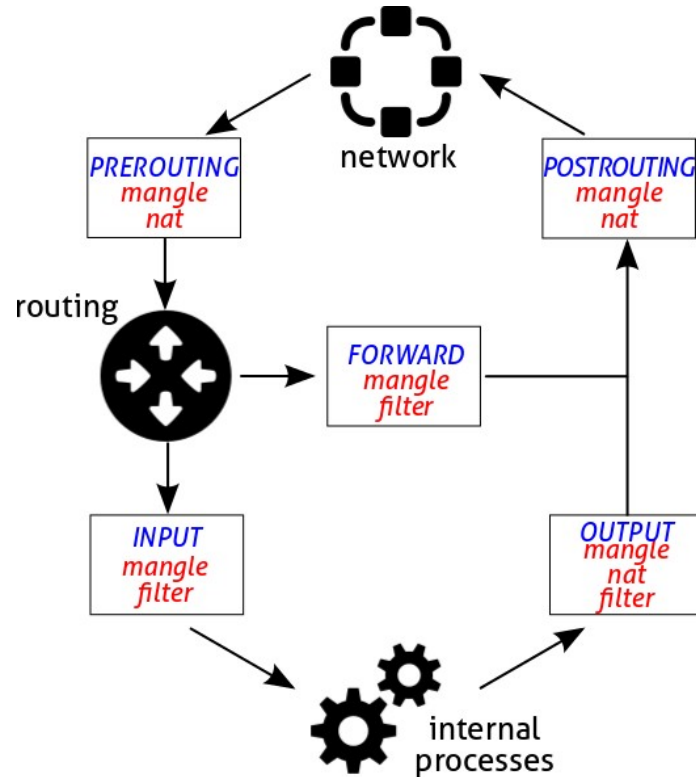 network
PREROUTING
mangle
nat
POSTROUTING
mangle
nat
routing
FORWARD
mangle
filter
INPUT
mangle
filter
OUTPUT
mangle
nat
filter
internal
processes